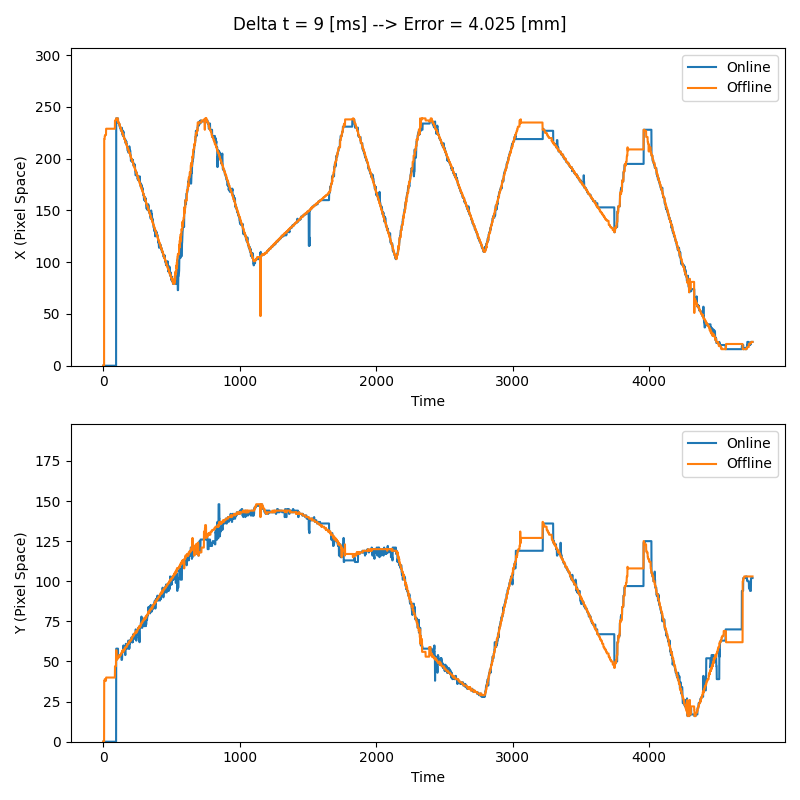 Delta t = 9 [ms] --> Error = 4.025 [mm]
300
250
200
150
100
50
0
X (Pixel Space)
Online
Offline
0
1000
2000
3000
4000
Time
175
150
125
100
75
50
25
0
Y (Pixel Space)
Online
Offline
0
1000
2000
3000
4000
Time